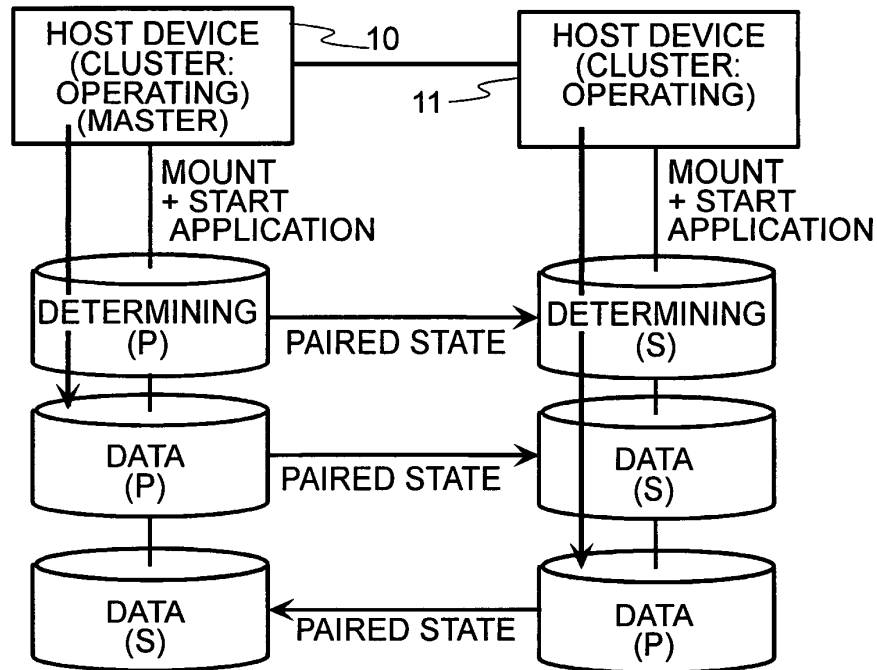 HOST DEVICE
(CLUSTER:
OPERATING)
(MASTER)
10
HOST DEVICE
(CLUSTER:
OPERATING)
11
MOUNT
+ START
APPLICATION
MOUNT
+ START
APPLICATION
DETERMINING
(P)
PAIRED STATE
DETERMINING
(S)
DATA
(P)
PAIRED STATE
DATA
(S)
DATA
(S)
PAIRED STATE
DATA
(P)